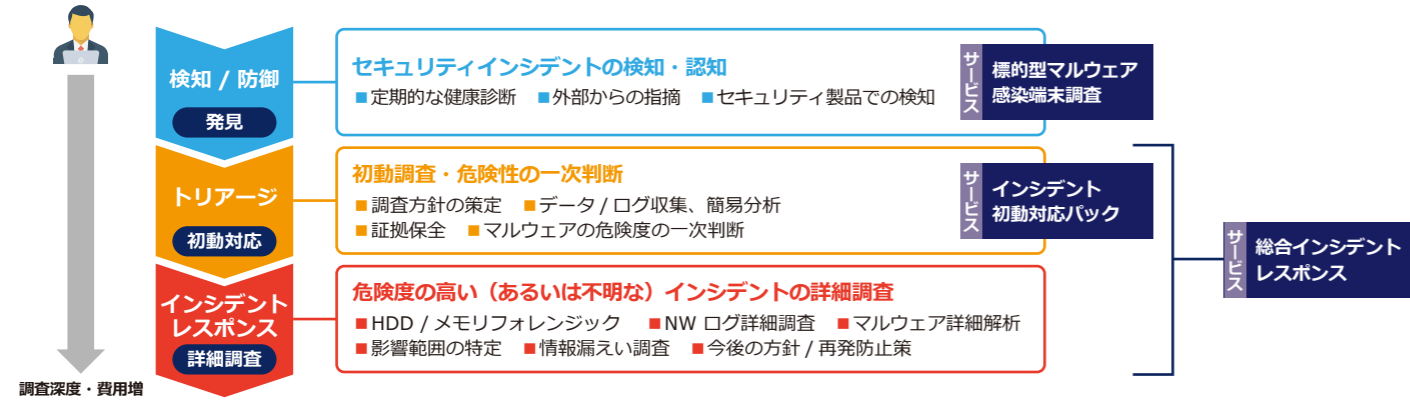 検知 / 防御
発見
セキュリティインシデントの検知・認知
■定期的な健康診断 ■外部からの指摘 ■セキュリティ製品での検知
サービス
標的型マルウェア
感染端末調査
トリアージ
初動対応
初動調査・危険性の一次判断
■調査方針の策定 ■データ / ログ収集、簡易分析
■証拠保全 ■マルウェアの危険度の一次判断
サービス
インシデント
初動対応パック
インシデント
レスポンス
詳細調査
危険度の高い（あるいは不明な）インシデントの詳細調査
■HDD / メモリフォレンジック ■NW ログ詳細調査 ■マルウェア詳細解析
■影響範囲の特定 ■情報漏えい調査 ■今後の方針 / 再発防止策
サービス
総合インシデント
レスポンス
調査深度・費用増